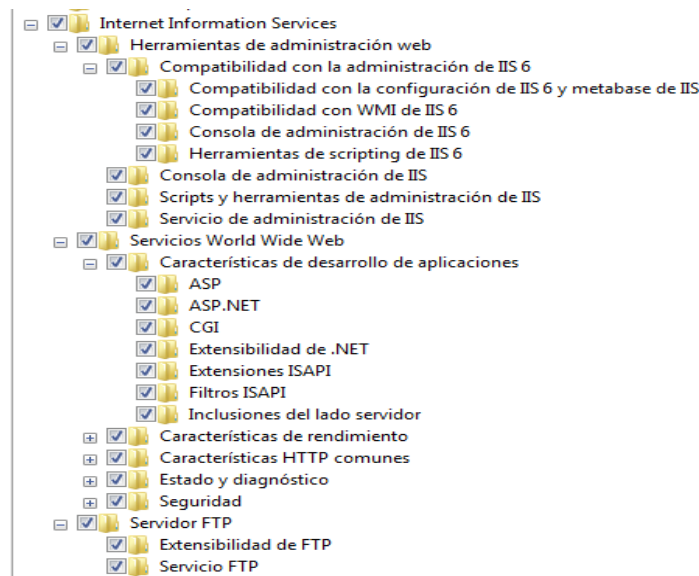 Internet Information Services
Herramientas de administración web
Compatibilidad con la administración de IIS 6
Compatibilidad con la configuración de IIS 6 y metabase de IIS
Compatibilidad con WMI de IIS 6
Consola de administración de IIS 6
Herramientas de scripting de IIS 6
Consola de administración de IIS
Scripts y herramientas de administración de IIS
Servicio de administración de IIS
Servicios World Wide Web
Características de desarrollo de aplicaciones
ASP
ASP.NET
CGI
Extensibilidad de .NET
Extensiones ISAPI
Filtros ISAPI
Inclusiones del lado servidor
Características de rendimiento
Características HTTP comunes
Estado y diagnóstico
Seguridad
Servidor FTP
Extensibilidad de FTP
Servicio FTP